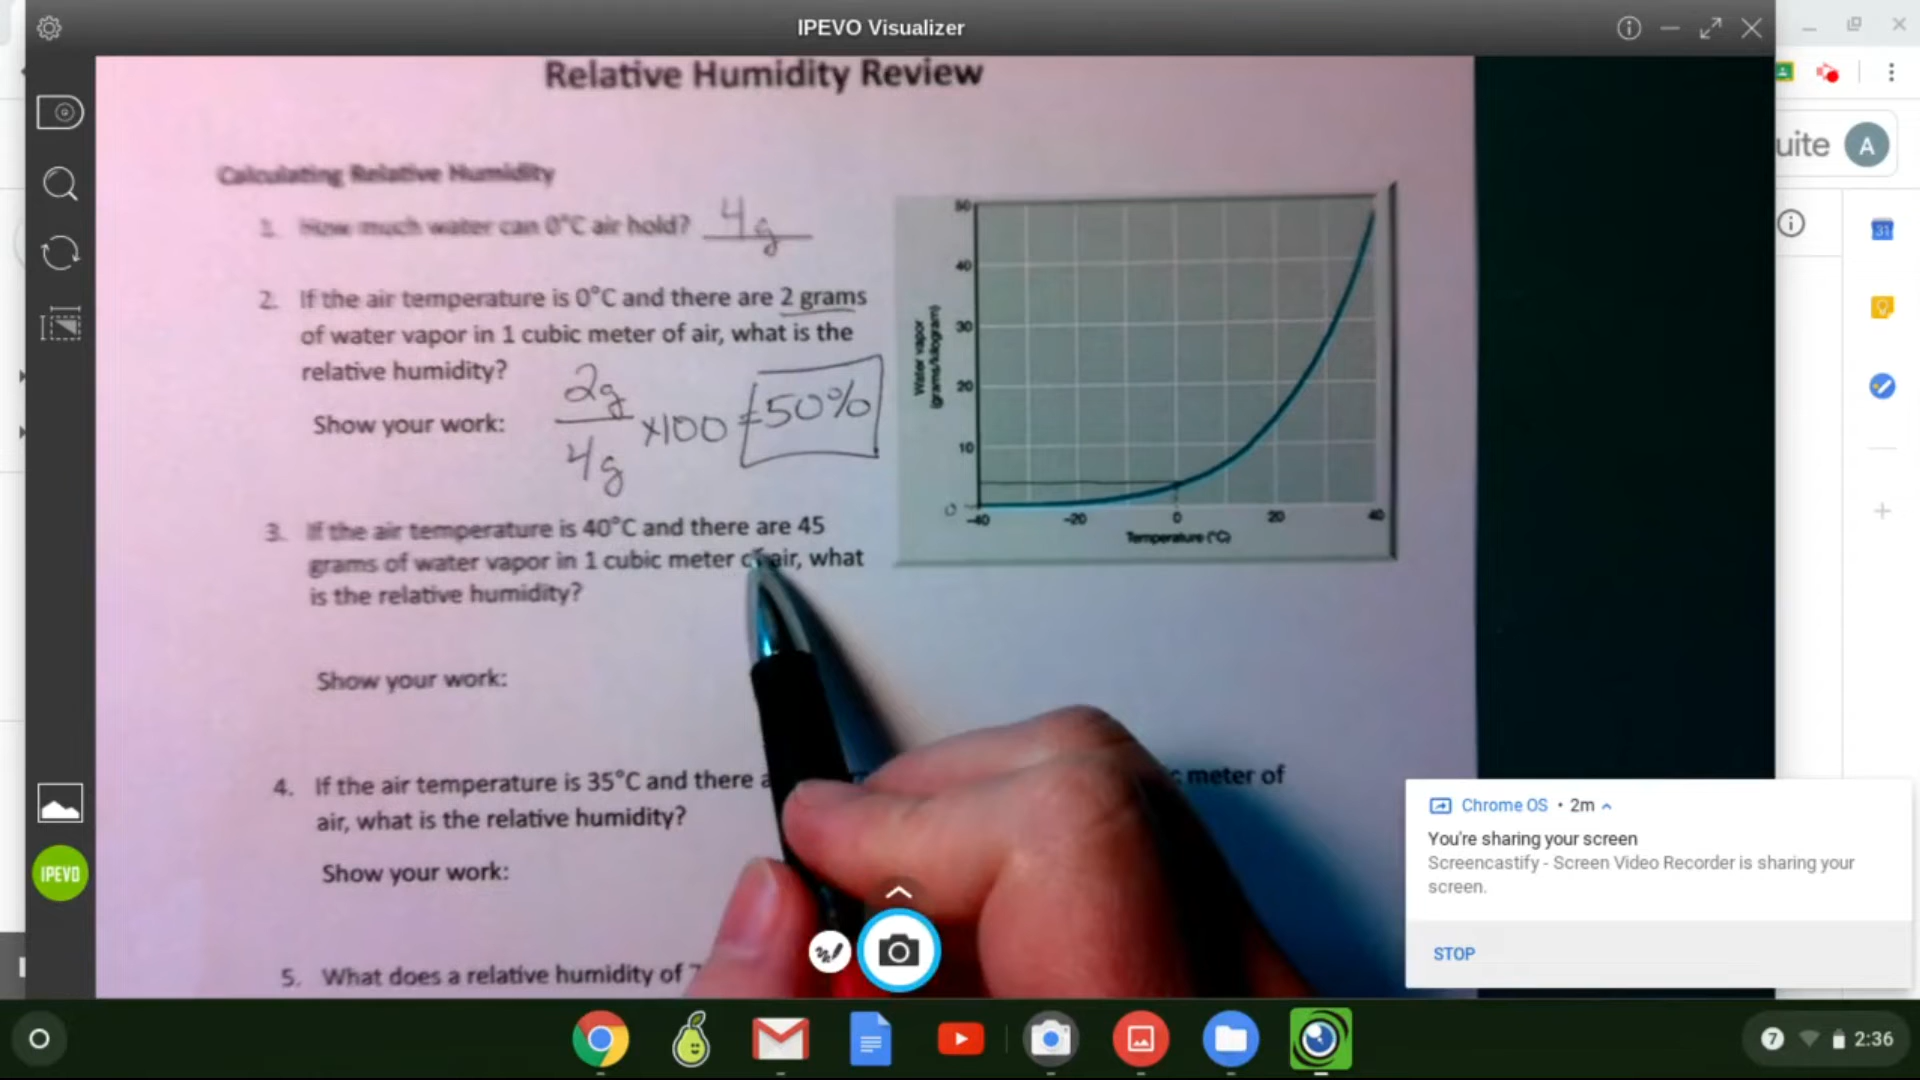 IPEVO Visualizer
Relative Humidity Review
uite
A
Calculating Relative Humidity
1. How much water can 0°C air hold? 4g
2. If the air temperature is 0°C and there are 2 grams
of water vapor in 1 cubic meter of air, what is the
relative humidity?
Show your work:
2g
4g
x100 = 50%
50
40
30
20
10
0
Water vapor
(grams/kilogram)
-40 -20 0 20 40
Temperature (°C)
3. If the air temperature is 40°C and there are 45
grams of water vapor in 1 cubic meter of air, what
is the relative humidity?
Show your work:
4. If the air temperature is 35°C and there
meter of
air, what is the relative humidity?
Show your work:
5. What does a relative humidity of
31
IPEVO
Chrome OS • 2m
You're sharing your screen
Screencastify - Screen Video Recorder is sharing your
screen.
STOP
7
2:36